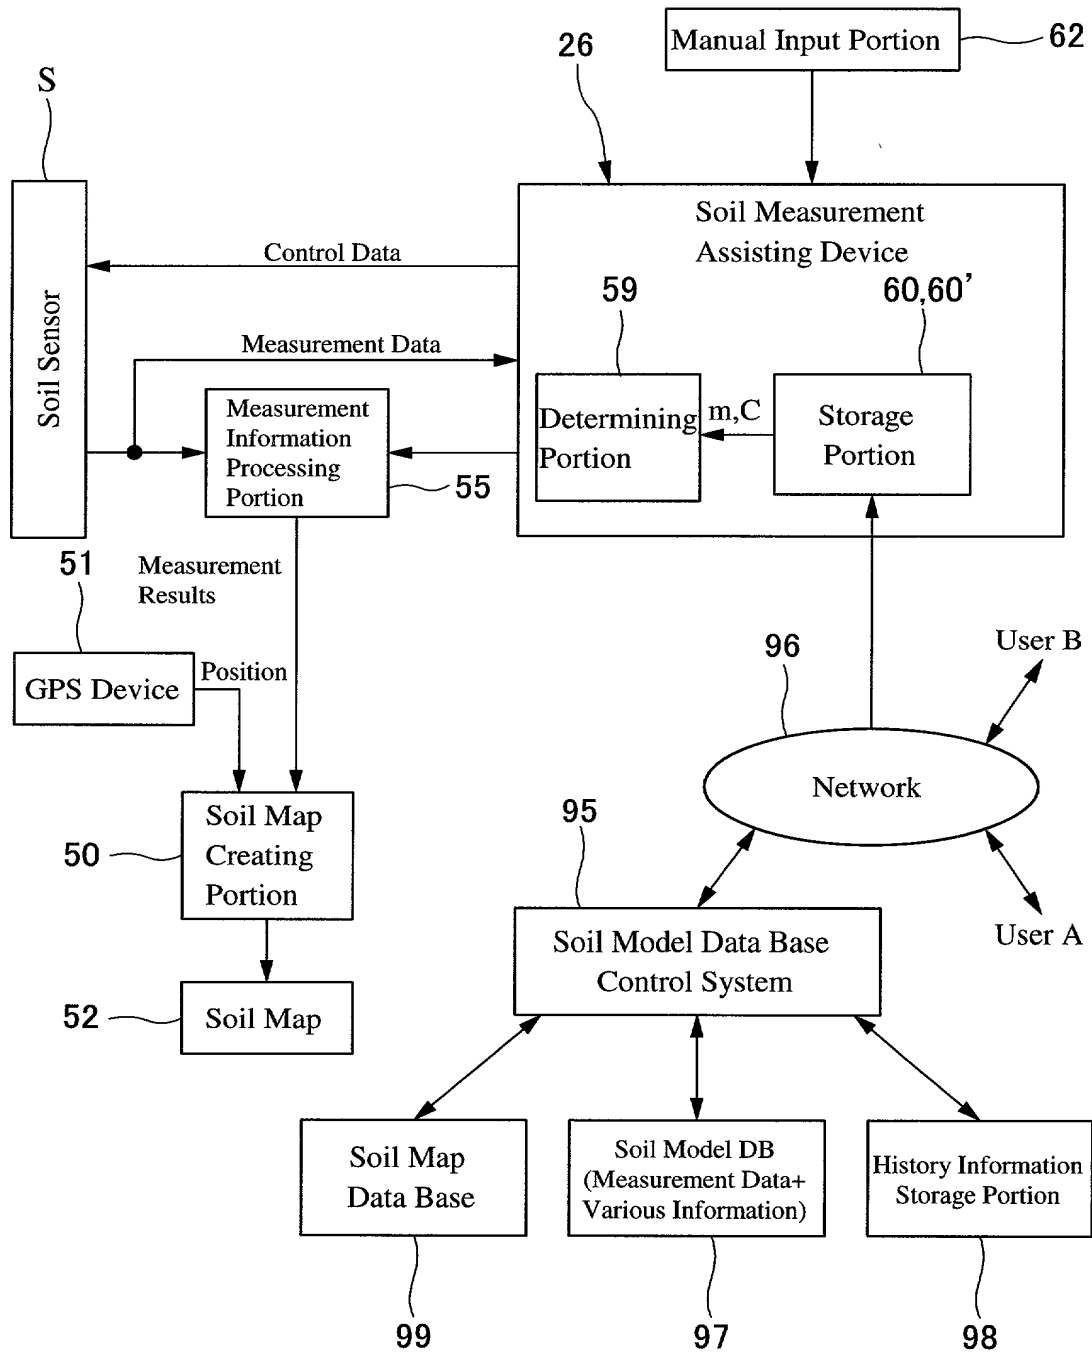 Manual Input Portion
62
26
S
Soil Measurement
Assisting Device
Control Data
59
60,60’
Soil Sensor
Measurement Data
Measurement
Information
Processing
Portion
Determining
Portion
m,C
Storage
Portion
55
51
Measurement
Results
GPS Device
Position
96
User B
Network
Soil Map
Creating
Portion
50
95
User A
Soil Model Data Base
Control System
52
Soil Map
Soil Map
Data Base
Soil Model DB
(Measurement Data+
Various Information)
History Information
Storage Portion
99
97
98